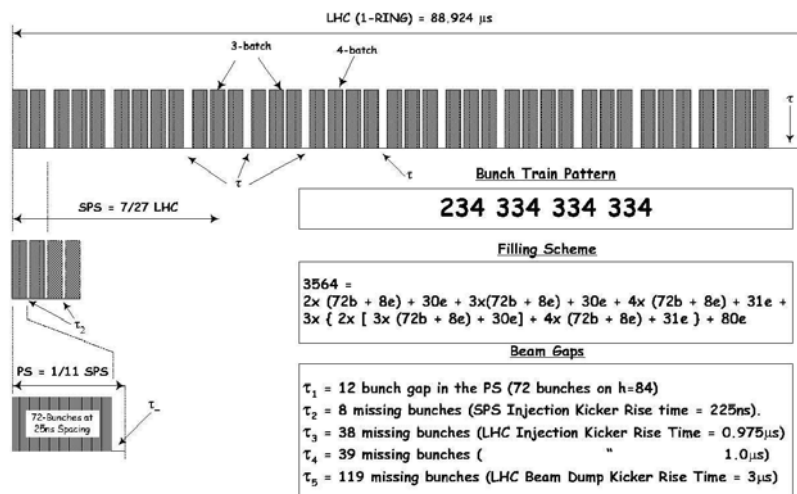 LHC (1-RING) = 88.924 μs
3-batch
4-batch
τ
τ
τ
Bunch Train Pattern
234 334 334 334
SPS = 7/27 LHC
Filling Scheme
3564 =
2x (72b + 8e) + 30e + 3x(72b + 8e) + 30e + 4x (72b + 8e) + 31e +
3x { 2x [ 3x (72b + 8e) + 30e] + 4x (72b + 8e) + 31e } + 80e
τ2
Beam Gaps
PS = 1/11 SPS
72-Bunches at
25ns Spacing
τ1 = 12 bunch gap in the PS (72 bunches on h=84)
τ2 = 8 missing bunches (SPS Injection Kicker Rise time = 225ns).
τ3 = 38 missing bunches (LHC Injection Kicker Rise Time = 0.975μs)
τ4 = 39 missing bunches ( " 1.0μs)
τ5 = 119 missing bunches (LHC Beam Dump Kicker Rise Time = 3μs)